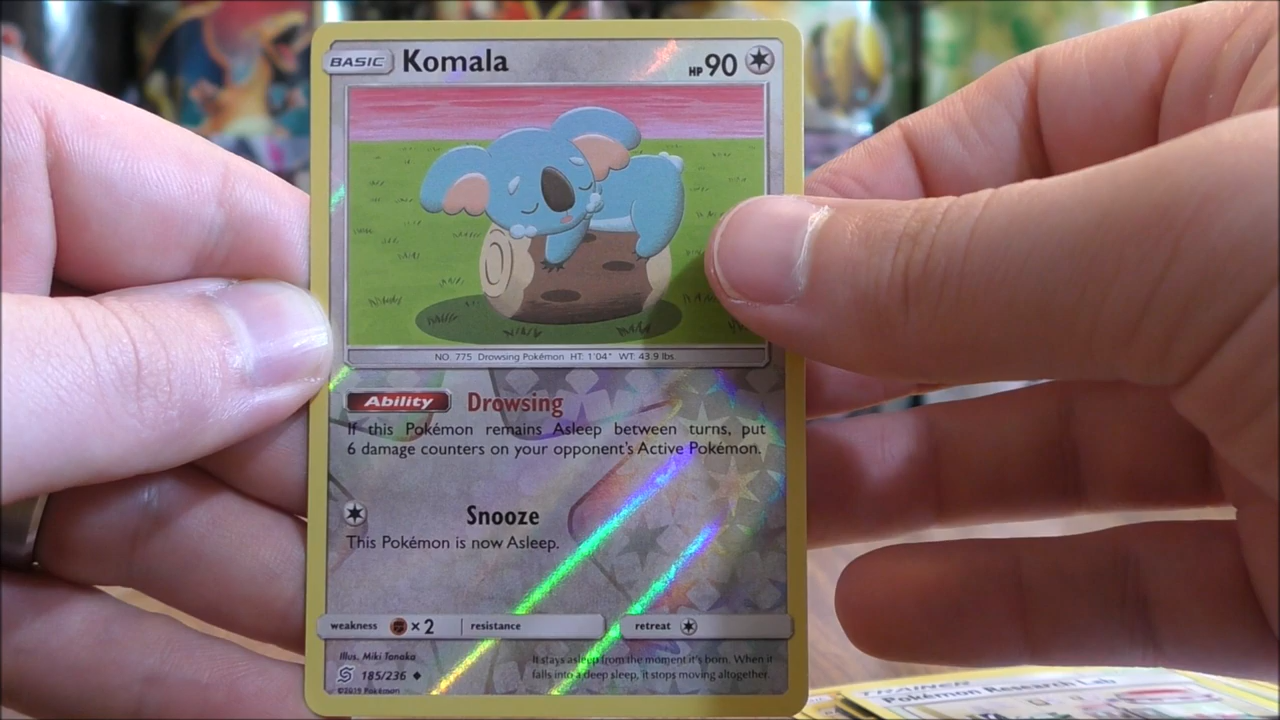 BASIC Komala HP 90
NO. 775 Drowsing Pokémon HT: 1'04" WT: 43.9 lbs.
Ability Drowsing
If this Pokémon remains Asleep between turns, put
6 damage counters on your opponent's Active Pokémon.
Snooze
This Pokémon is now Asleep.
weakness ×2 resistance retreat
Illus. Miki Tanaka
It stays asleep from the moment it's born. When it
185/236
falls into a deep sleep, it stops moving altogether.
©2019 Pokémon
TRAINER
Pokémon Research Lab